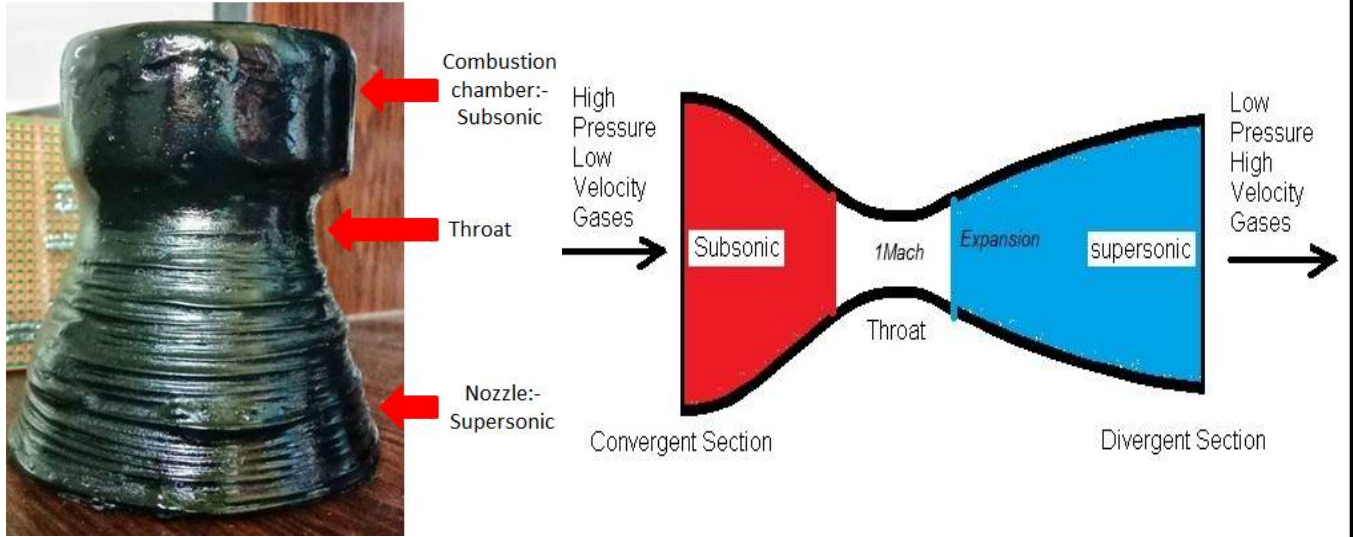 Combustion
chamber:-
Subsonic
Throat
Nozzle:-
Supersonic
High
Pressure
Low
Velocity
Gases
Subsonic
1Mach
Expansion
supersonic
Throat
Low
Pressure
High
Velocity
Gases
Convergent Section
Divergent Section